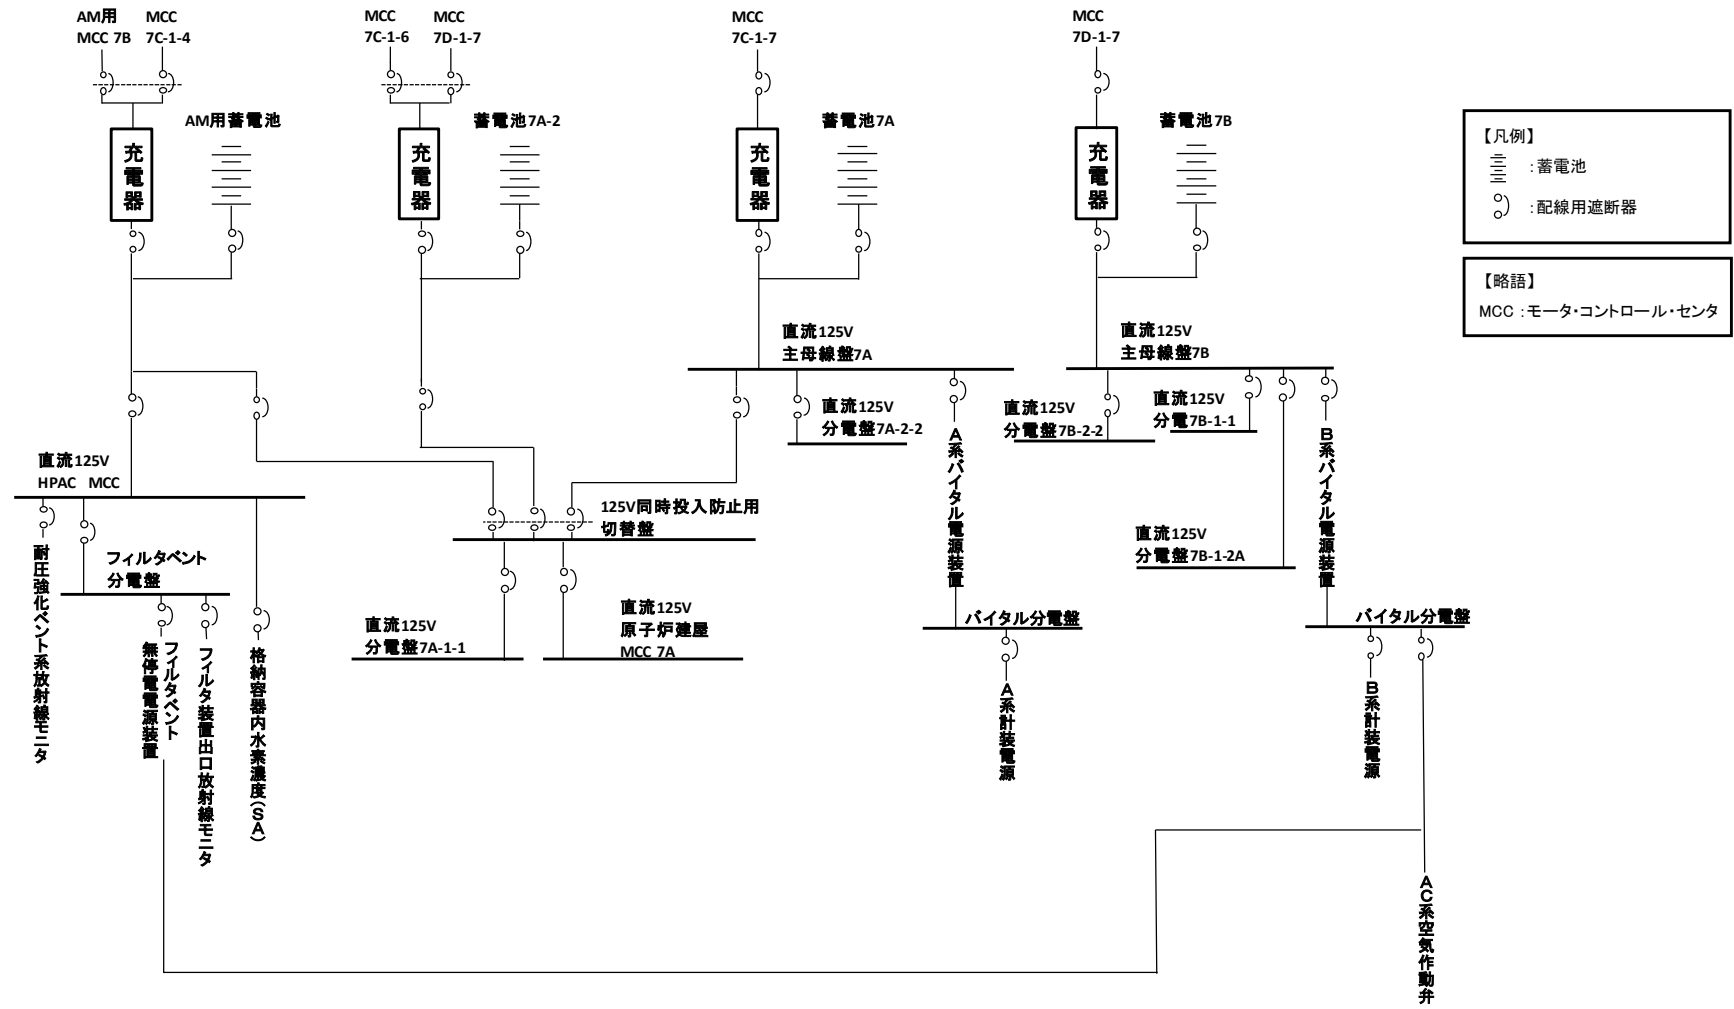 AM用
MCC 7B
MCC
7C-1-4
MCC
7C-1-6
MCC
7D-1-7
MCC
7C-1-7
MCC
7D-1-7
AM用蓄電池
蓄電池7A-2
蓄電池7A
蓄電池7B
充電器
充電器
充電器
充電器
【凡例】
:蓄電池
:配線用遮断器
【略語】
MCC:モータ・コントロール・センタ
直流125V
主母線盤7A
直流125V
主母線盤7B
直流125V
分電盤7A-2-2
直流125V
分電盤7B-2-2
直流125V
分電7B-1-1
A系バイタル電源装置
B系バイタル電源装置
直流125V
HPAC MCC
125V同時投入防止用
切替盤
直流125V
分電盤7B-1-2A
フィルタベント
分電盤
耐圧強化ベント系放射線モニタ
直流125V
分電盤7A-1-1
直流125V
原子炉建屋
MCC 7A
バイタル分電盤
バイタル分電盤
フィルタベント
無停電電源装置
フィルタ装置出口放射線モニタ
格納容器内水素濃度(SA)
A系計装電源
B系計装電源
AC系空気作動弁